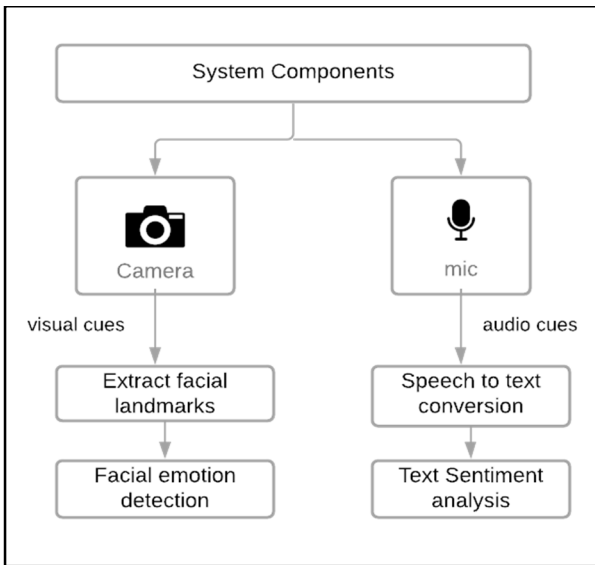 System Components
Camera
mic
visual cues
audio cues
Extract facial
landmarks
Speech to text
conversion
Facial emotion
detection
Text Sentiment
analysis